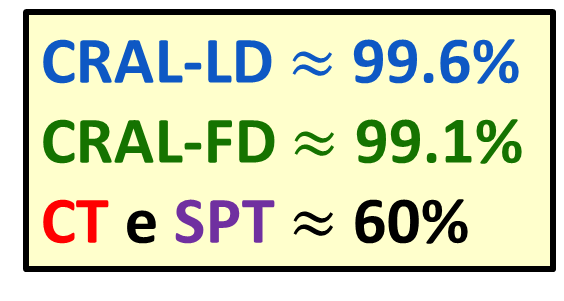 CRAL-LD ≈ 99.6%
CRAL-FD ≈ 99.1%
CT e SPT ≈ 60%